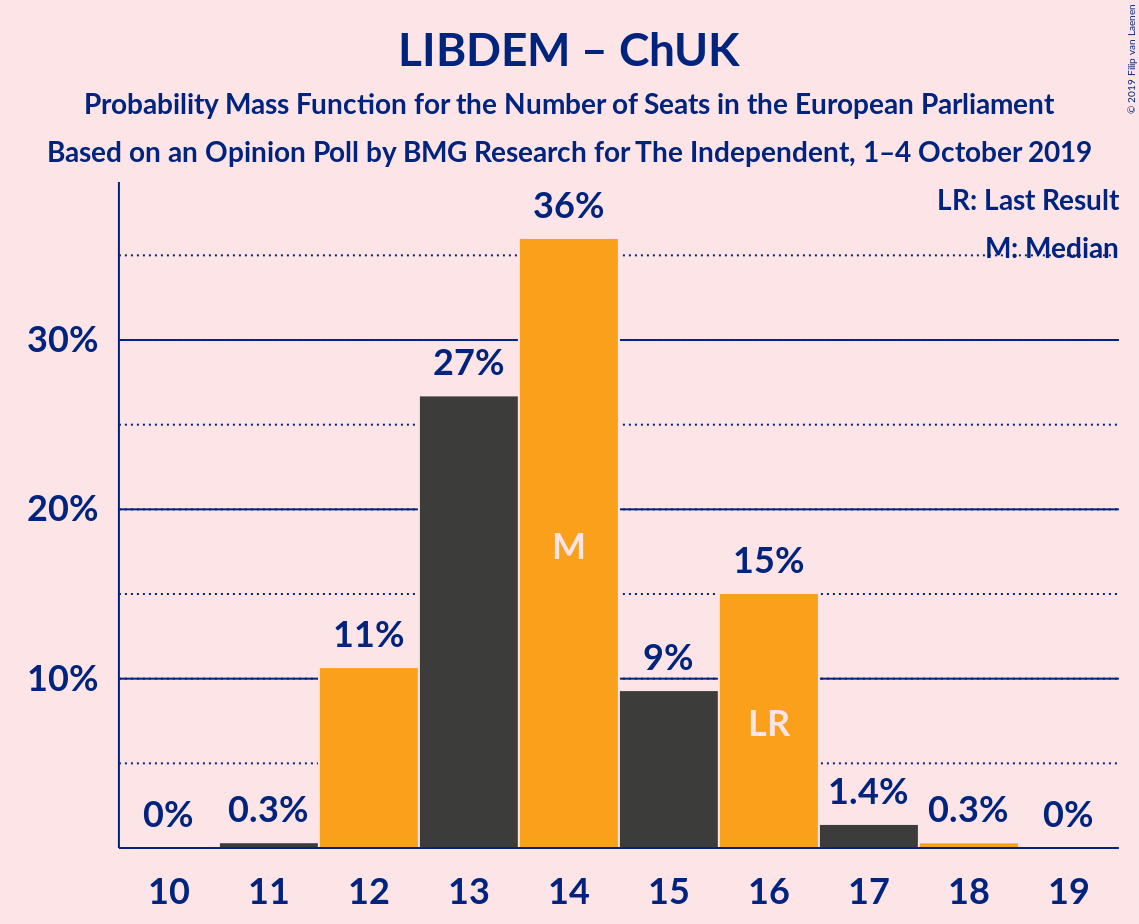 LIBDEM – ChUK
Probability Mass Function for the Number of Seats in the European Parliament
Based on an Opinion Poll by BMG Research for The Independent, 1–4 October 2019
© 2019 Filip van Laenen
LR: Last Result
M: Median
36%
30%
27%
20%
M
15%
11%
9%
10%
LR
1.4%
0% 0.3% 0.3% 0%
10 11 12 13 14 15 16 17 18 19